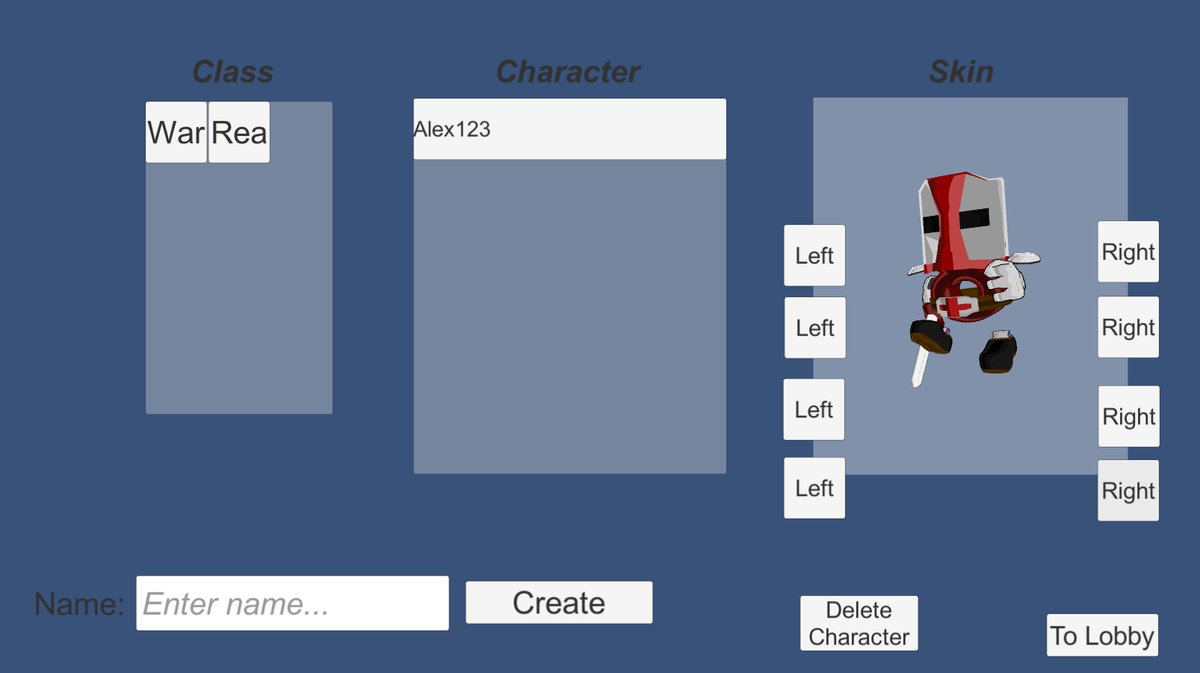 Class
Character
Skin
War
Rea
Alex123
Left
Right
Left
Right
Left
Right
Left
Right
Name:
Enter name...
Create
Delete
Character
To Lobby